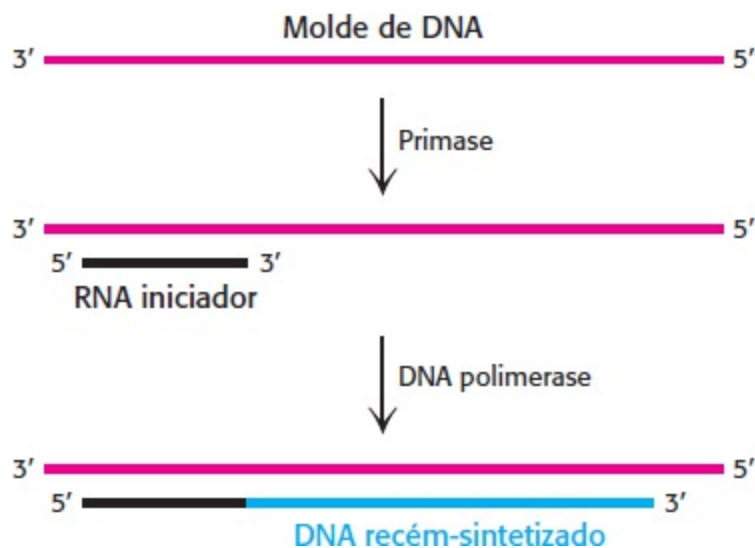 Molde de DNA
3′ 5′
Primase
3′ 5′
5′ 3′
RNA iniciador
DNA polimerase
3′ 5′
5′ 3′
DNA recém-sintetizado